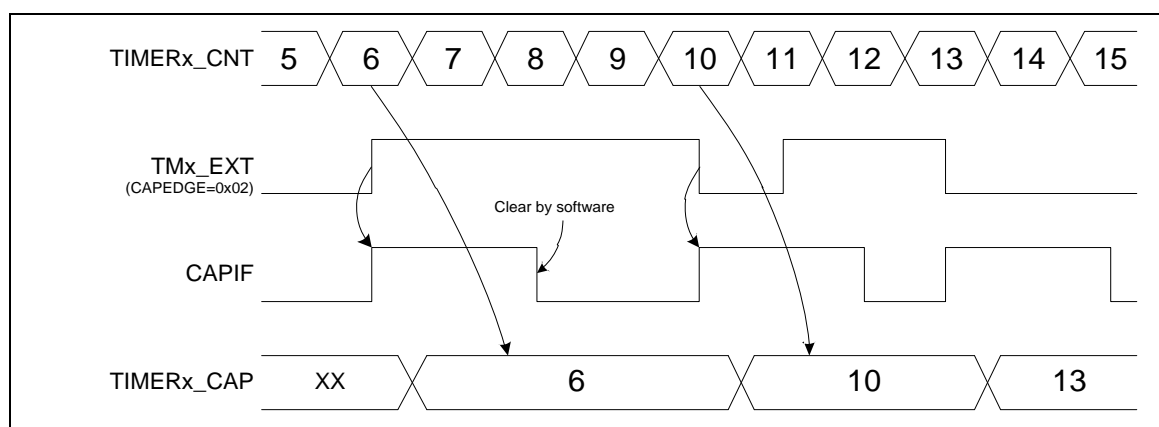 TIMERx_CNT 5 6 7 8 9 10 11 12 13 14 15
TMx_EXT
(CAPEDGE=0x02)
Clear by software
CAPIF
TIMERx_CAP XX 6 10 13